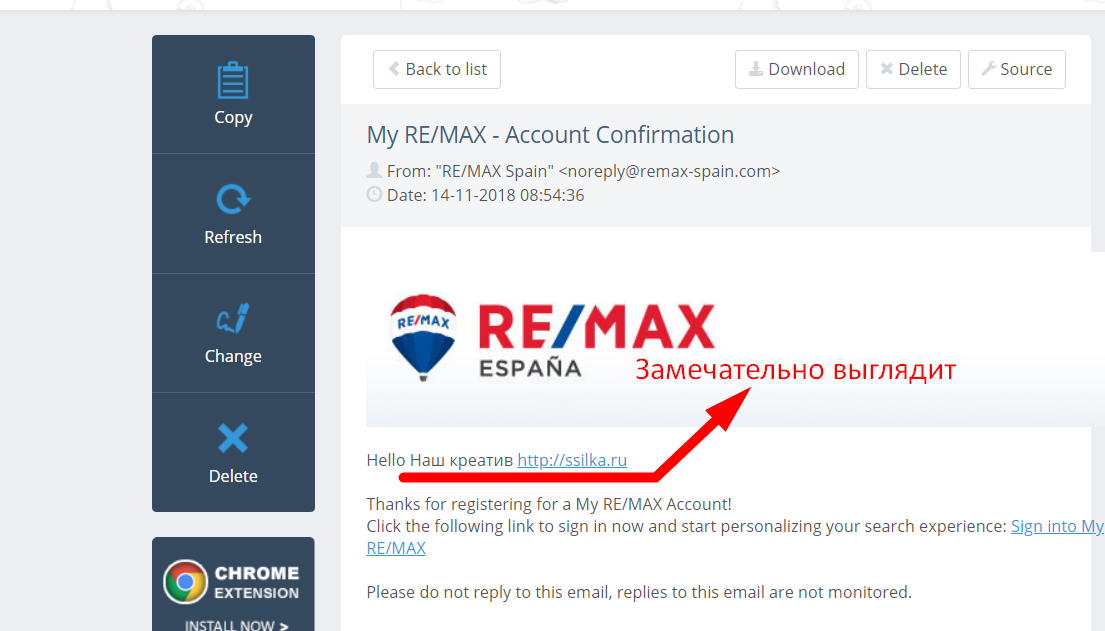 Back to list
Download
Delete
Source
Copy
My RE/MAX - Account Confirmation
From: "RE/MAX Spain" <noreply@remax-spain.com>
Date: 14-11-2018 08:54:36
Refresh
Change
RE/MAX
RE/MAX
ESPAÑA
Замечательно выглядит
Delete
Hello Наш креатив http://ssilka.ru
Thanks for registering for a My RE/MAX Account!
Click the following link to sign in now and start personalizing your search experience: Sign into My
RE/MAX
Please do not reply to this email, replies to this email are not monitored.
CHROME
EXTENSION
INSTALL NOW >